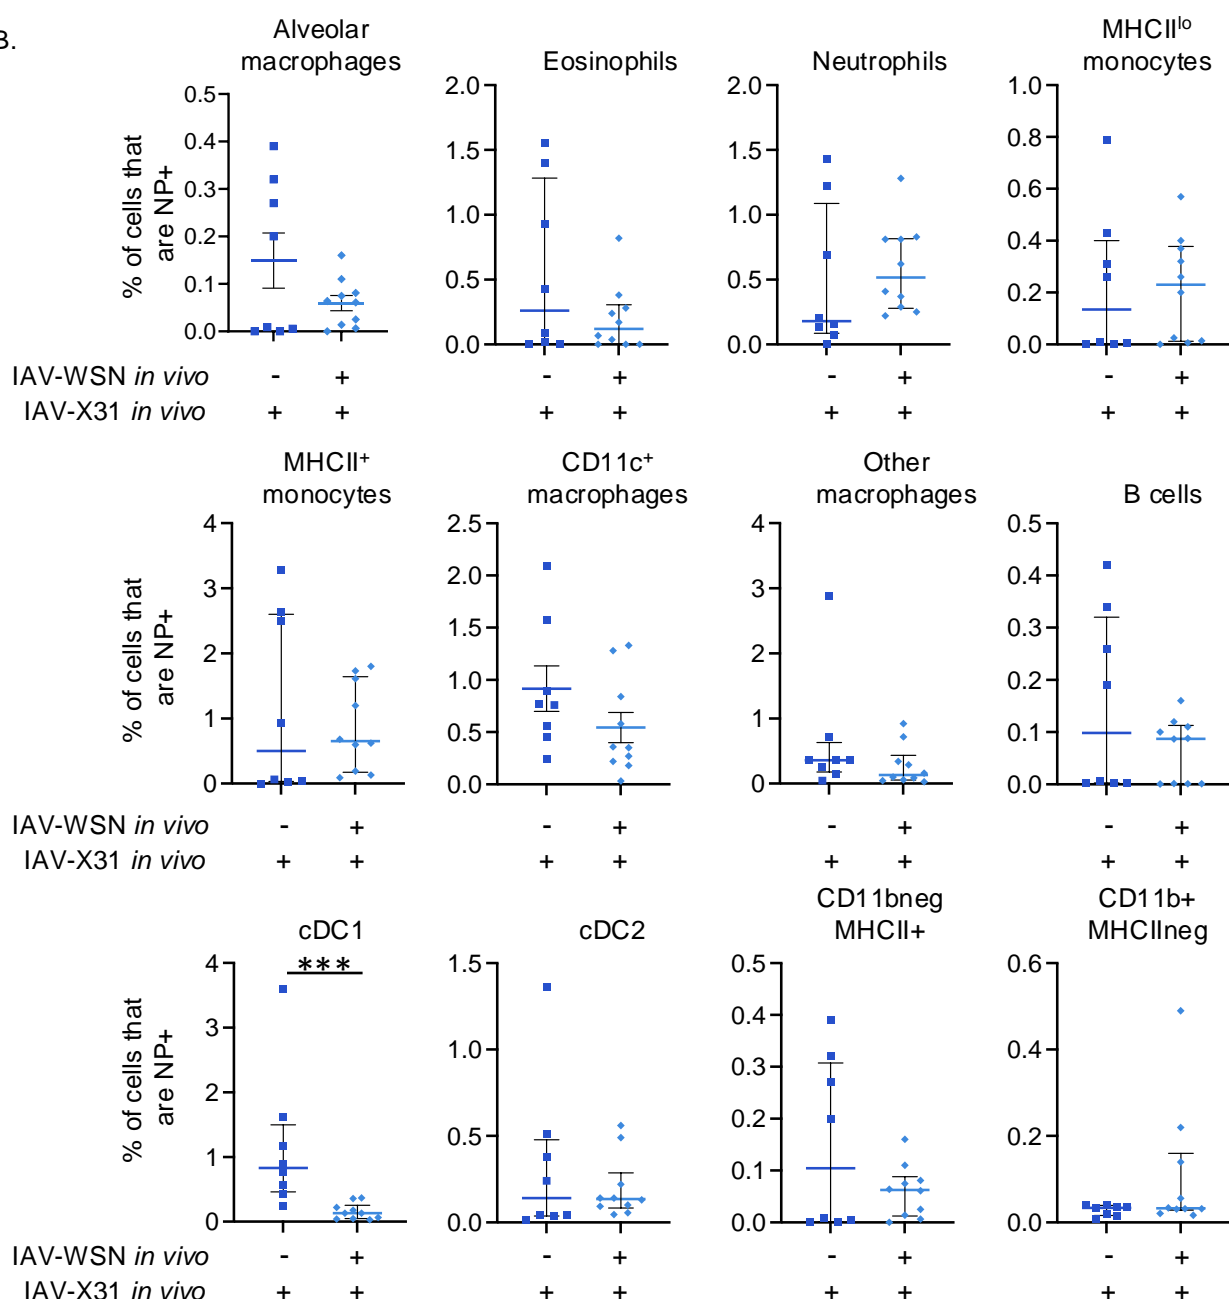 B.
Alveolar
macrophages
Eosinophils
Neutrophils
MHCII^lo
monocytes
% of cells that
are NP+
0.5
0.4
0.3
0.2
0.1
0.0
2.0
1.5
1.0
0.5
0.0
2.0
1.5
1.0
0.5
0.0
1.0
0.8
0.6
0.4
0.2
0.0
IAV-WSN in vivo - + - + - + - +
IAV-X31 in vivo + + + + + + + +
MHCII+
monocytes
CD11c+
macrophages
Other
macrophages
B cells
% of cells that
are NP+
4
3
2
1
0
2.5
2.0
1.5
1.0
0.5
0.0
4
3
2
1
0
0.5
0.4
0.3
0.2
0.1
0.0
IAV-WSN in vivo - + - + - + - +
IAV-X31 in vivo + + + + + + + +
cDC1
cDC2
CD11bneg
MHCII+
CD11b+
MHCIIneg
% of cells that
are NP+
***
4
3
2
1
0
1.5
1.0
0.5
0.0
0.5
0.4
0.3
0.2
0.1
0.0
0.6
0.4
0.2
0.0
IAV-WSN in vivo - + - + - + - +
IAV-X31 in vivo + + + + + + + +